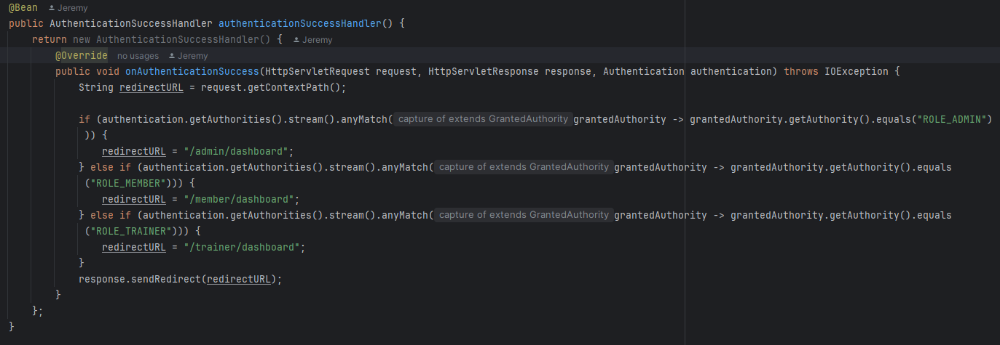 @Bean Jeremy
public AuthenticationSuccessHandler authenticationSuccessHandler() {
return new AuthenticationSuccessHandler() { Jeremy
@Override no usages Jeremy
public void onAuthenticationSuccess(HttpServletRequest request, HttpServletResponse response, Authentication authentication) throws IOException {
String redirectURL = request.getContextPath();
if (authentication.getAuthorities().stream().anyMatch( capture of extends GrantedAuthority grantedAuthority -> grantedAuthority.getAuthority().equals("ROLE_ADMIN")
)) {
redirectURL = "/admin/dashboard";
} else if (authentication.getAuthorities().stream().anyMatch( capture of extends GrantedAuthority grantedAuthority -> grantedAuthority.getAuthority().equals
("ROLE_MEMBER"))) {
redirectURL = "/member/dashboard";
} else if (authentication.getAuthorities().stream().anyMatch( capture of extends GrantedAuthority grantedAuthority -> grantedAuthority.getAuthority().equals
("ROLE_TRAINER"))) {
redirectURL = "/trainer/dashboard";
}
response.sendRedirect(redirectURL);
}
};
}